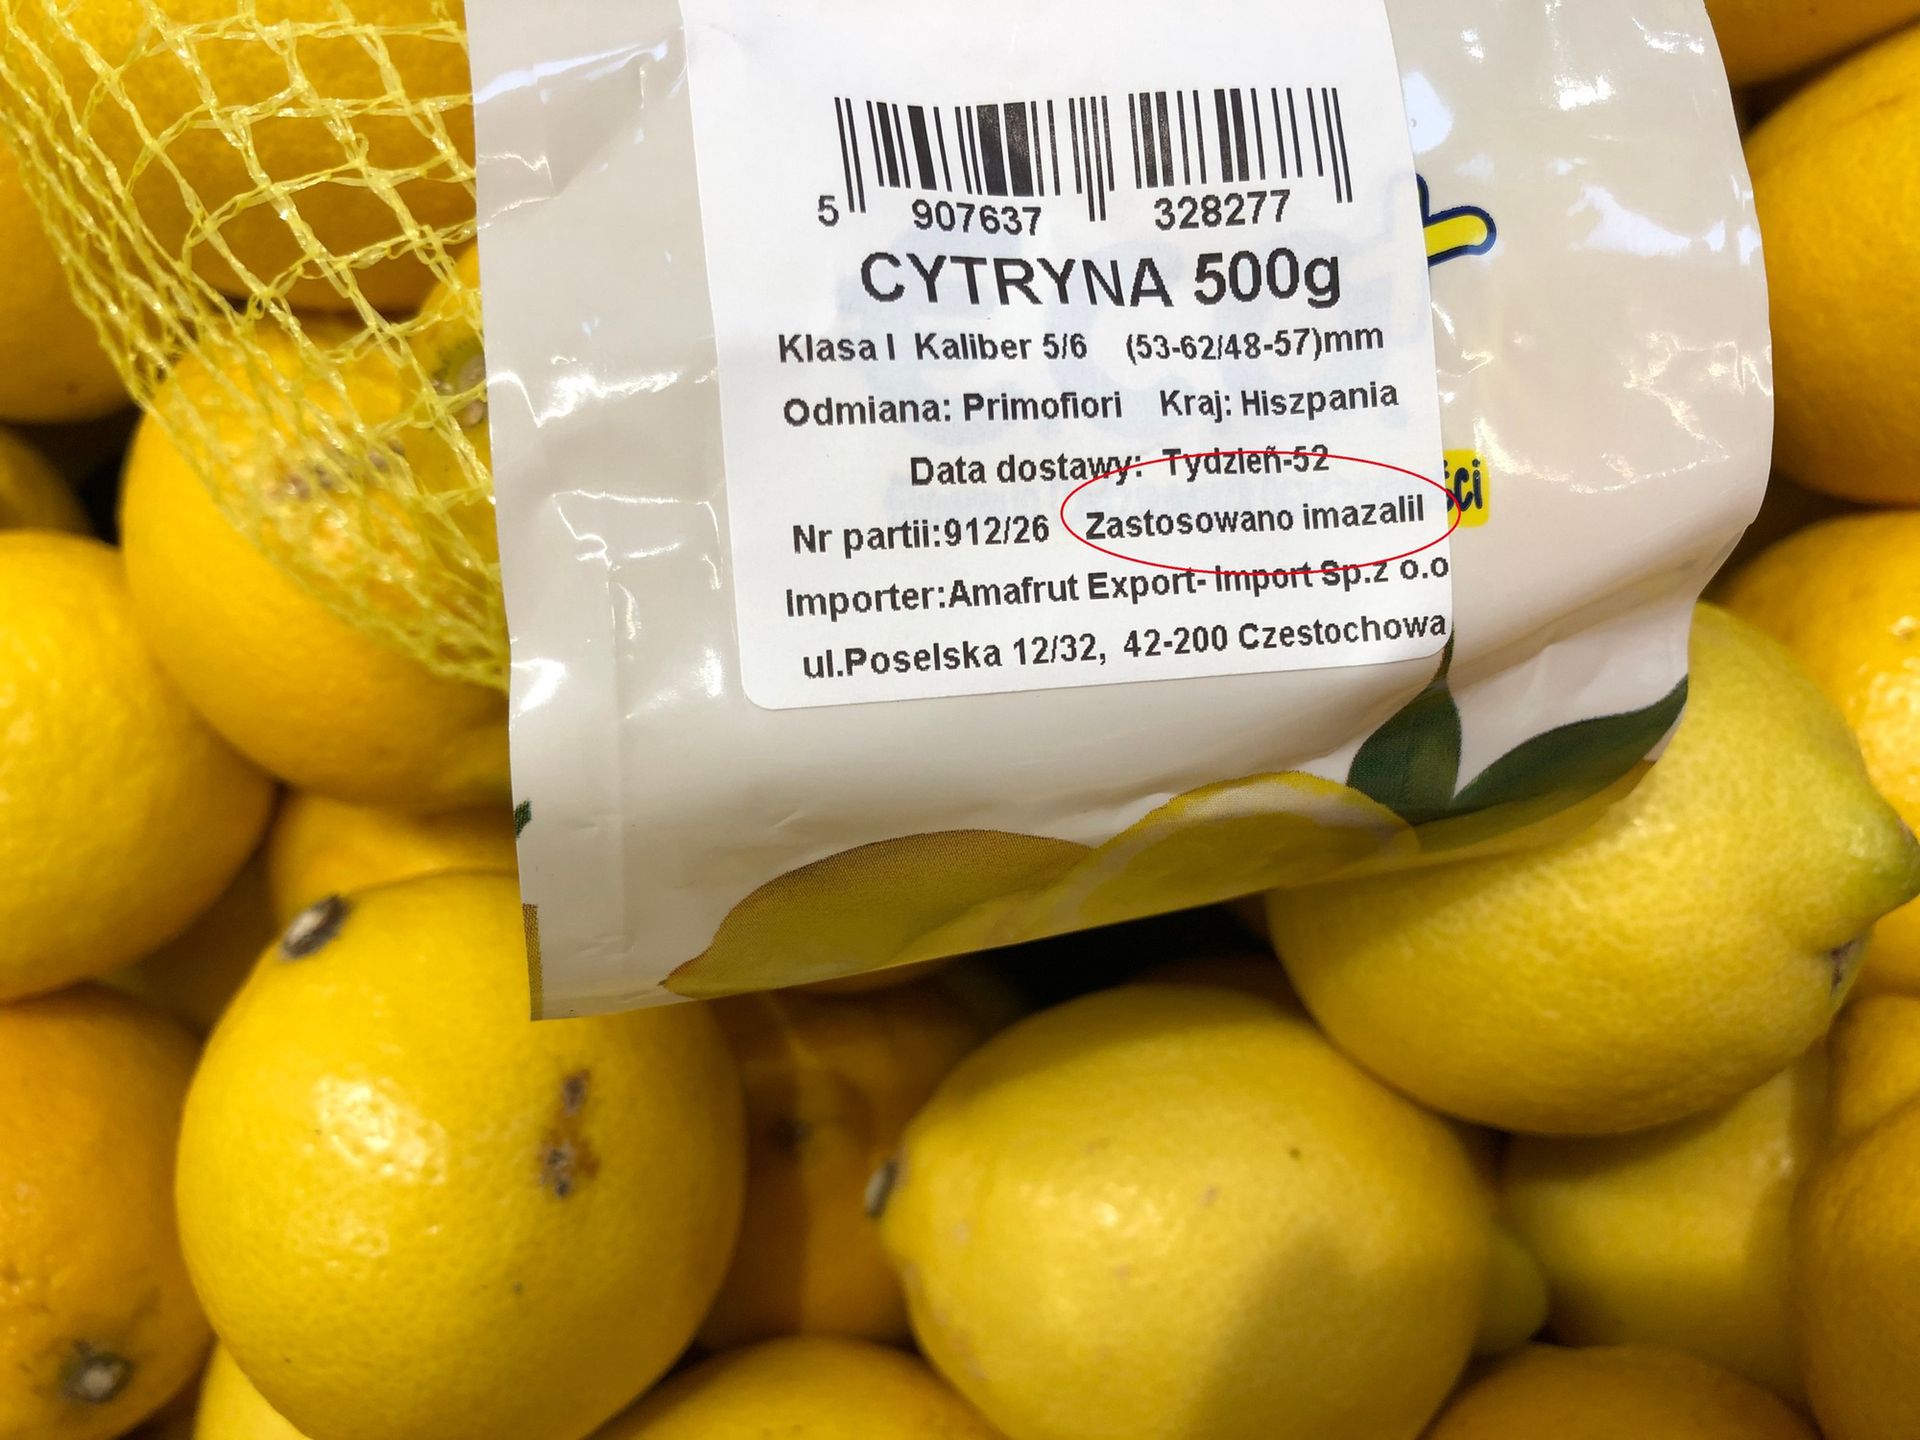 5 907637 328277
CYTRYNA 500g
Klasa I Kaliber 5/6 (53-62/48-57)mm
Odmiana: Primofiori Kraj: Hiszpania
Data dostawy: Tydzleñ-52
Nr partii:912/26 Zastosowano imazalil
Importer:Amafrut Export- Import Sp.z o.o
ul.Poselska 12/32, 42-200 Czestochowa
ści